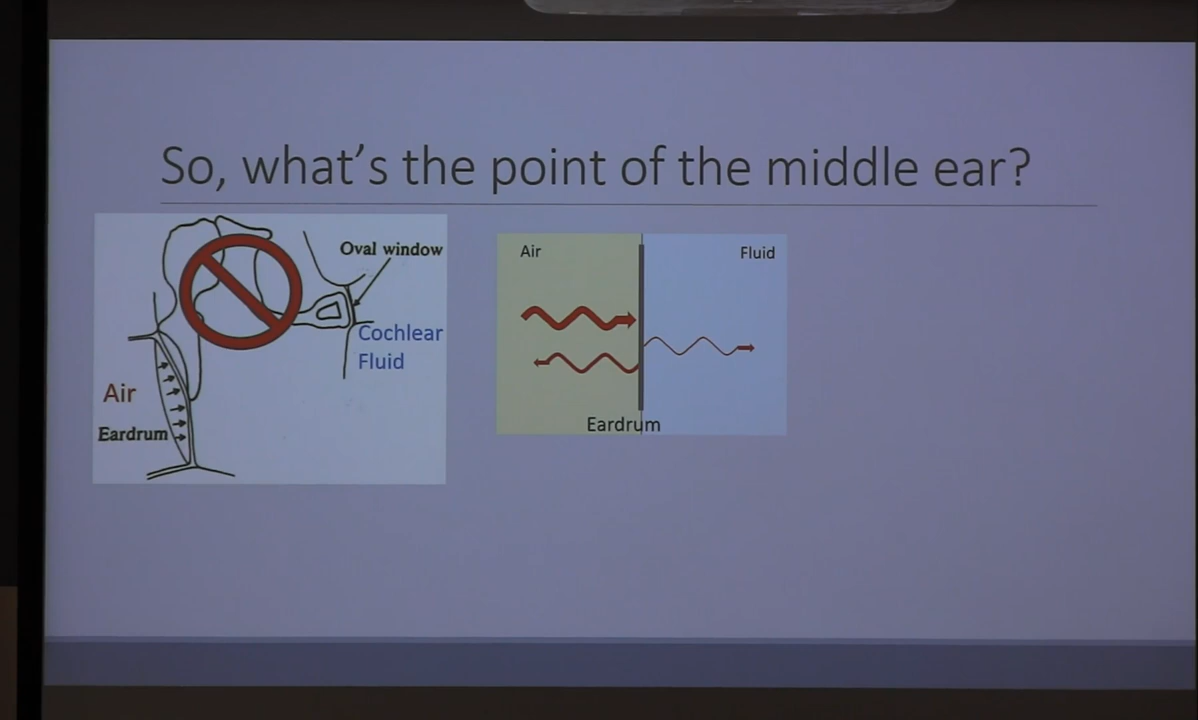 So, what's the point of the middle ear?
Oval window
Cochlear
Fluid
Air
Eardrum
Air
Fluid
Eardrum